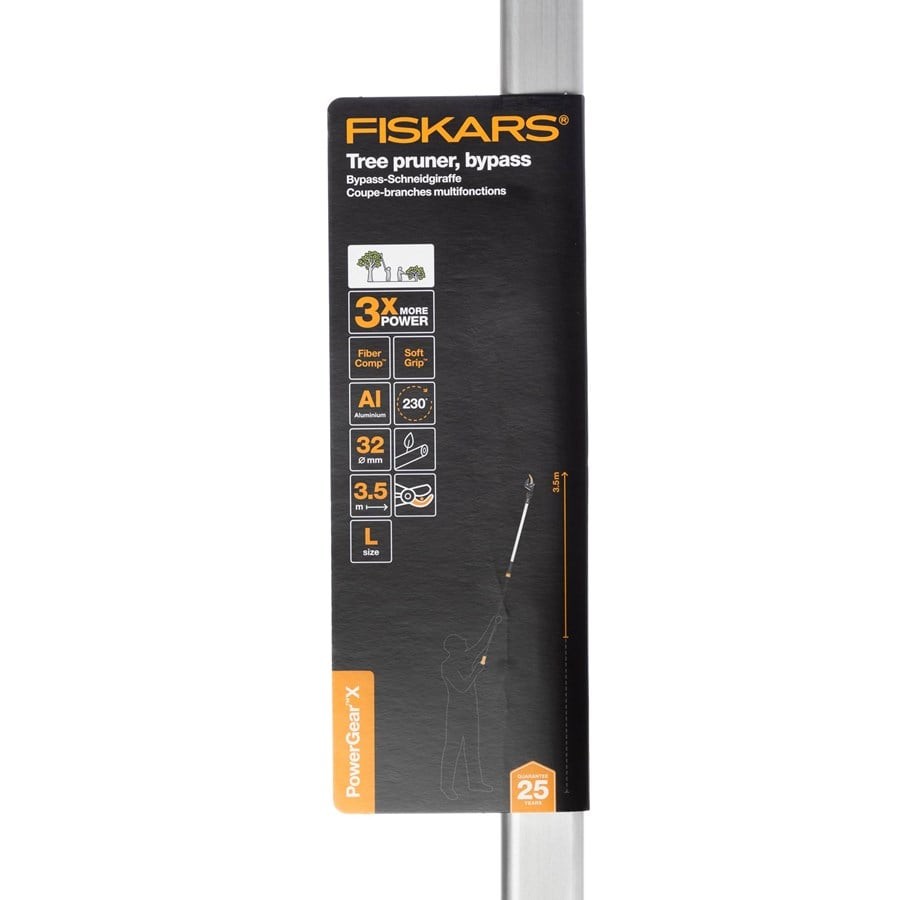 FISKARS®
Tree pruner, bypass
Bypass-Schneidgiraffe
Coupe-branches multifonctions
3X MORE
POWER
Fiber
Comp™
Soft
Grip™
Al
Aluminium
230°
32
Ø mm
3.5
m
L
size
3.5m
PowerGear™X
GUARANTEE
25
YEARS